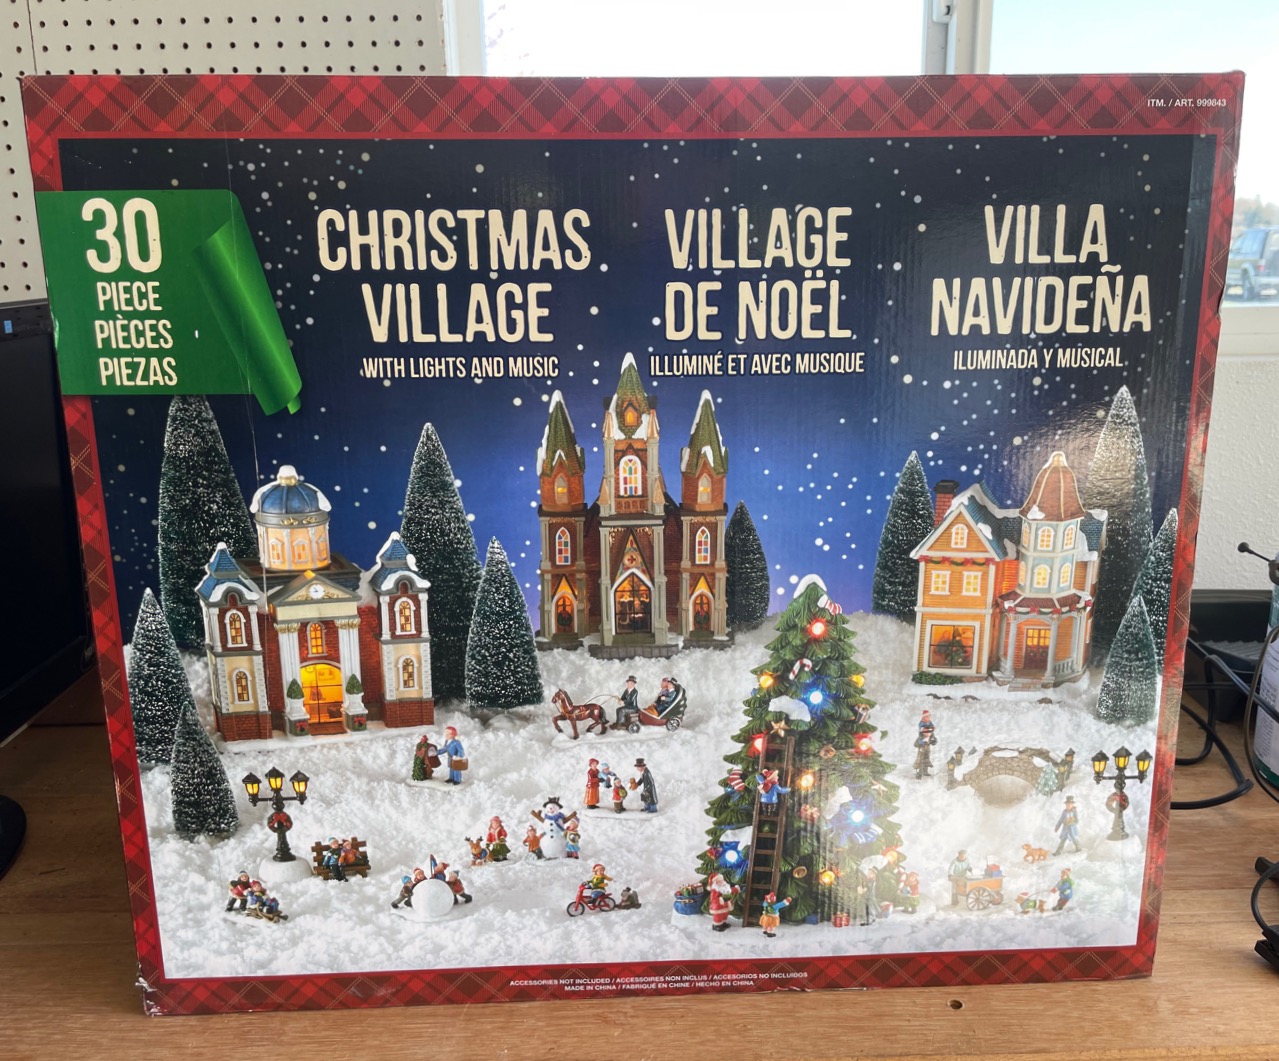 ITM. / ART. 999843
30
PIECE
PIÈCES
PIEZAS
CHRISTMAS
VILLAGE
WITH LIGHTS AND MUSIC
VILLAGE
DE NOËL
ILLUMINÉ ET AVEC MUSIQUE
VILLA
NAVIDEÑA
ILUMINADA Y MUSICAL
ACCESSORIES NOT INCLUDED / ACCESSOIRES NON INCLUS / ACCESORIOS NO INCLUIDOS
MADE IN CHINA / FABRIQUÉ EN CHINE / HECHO EN CHINA